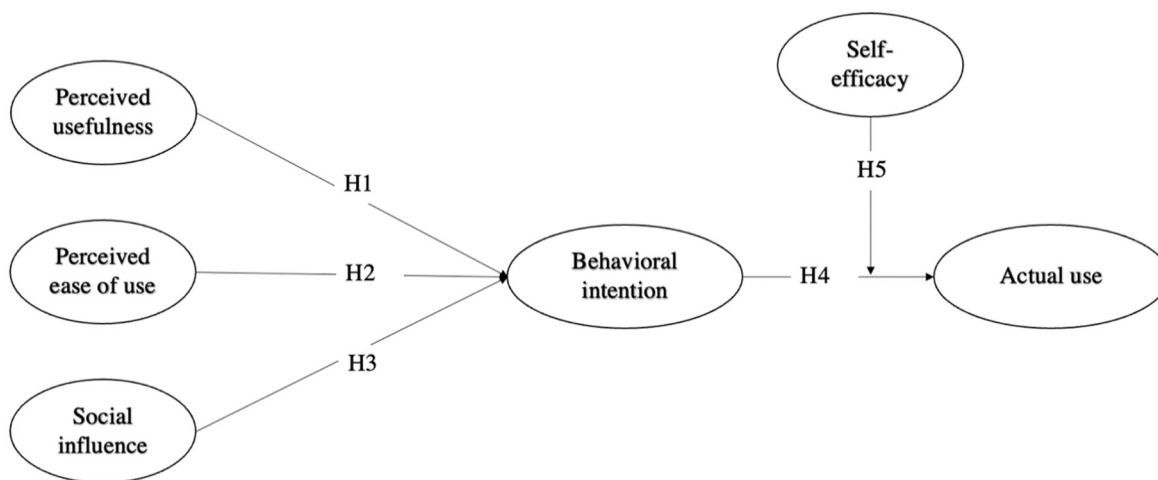 Self-
efficacy
Perceived
usefulness
H5
H1
Perceived
ease of use
H2
Behavioral
intention
H4
Actual use
H3
Social
influence